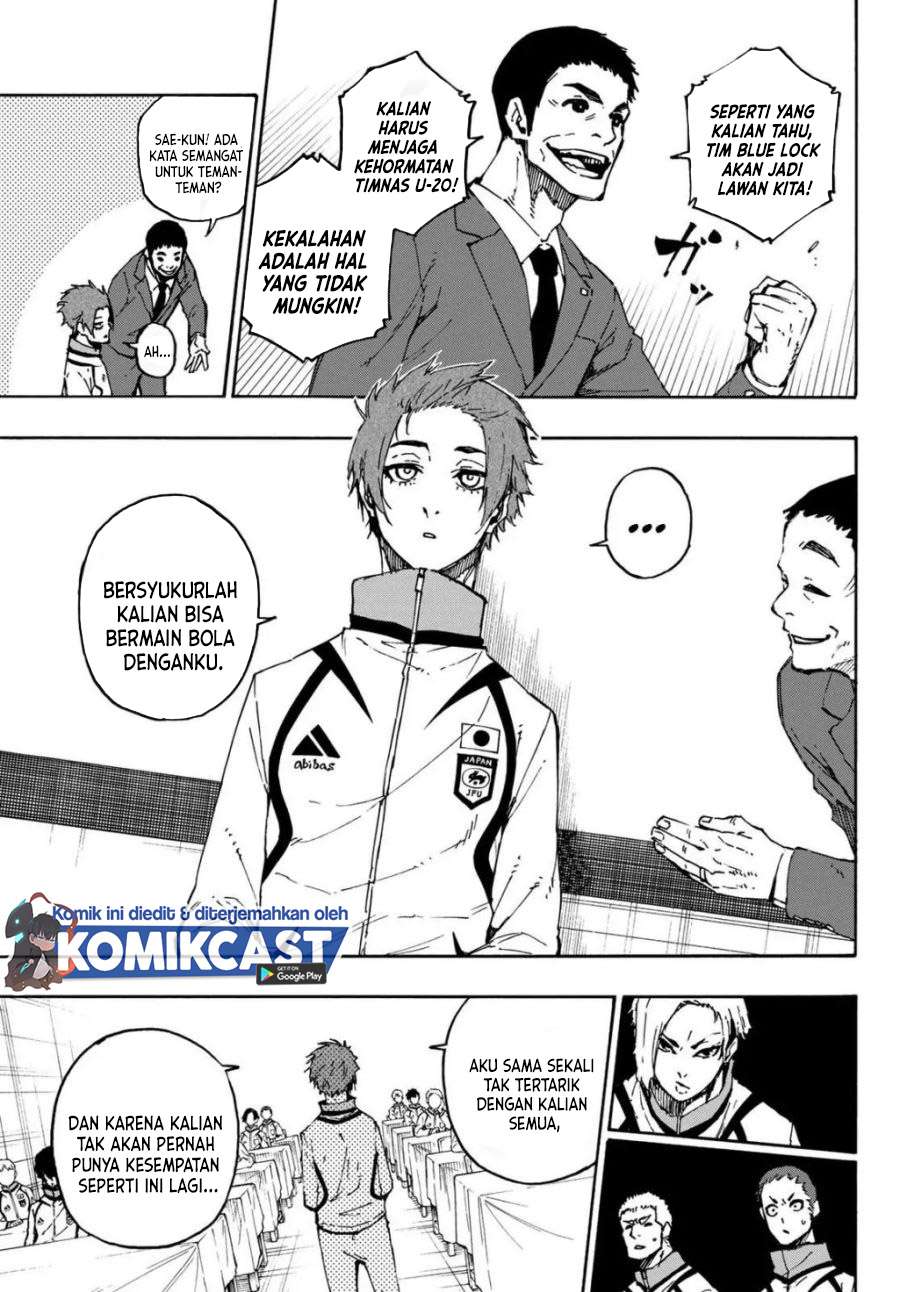 SEPERTI YANG
KALIAN TAHU,
TIM BLUE LOCK
AKAN JADI
LAWAN KITA!
KALIAN
HARUS
MENJAGA
KEHORMATAN
TIMNAS U-20!
KEKALAHAN
ADALAH HAL
YANG TIDAK
MUNGKIN!
ガッ
SAE-KUN! ADA
KATA SEMANGAT
UNTUK TEMAN-
TEMAN?
AH...
...
BERSYUKURLAH
KALIAN BISA
BERMAIN BOLA
DENGANKU.
abibas
JAPAN
JFU
Komik ini diedit & diterjemahkan oleh
KOMIKCAST
GET IT ON
Google Play
AKU SAMA SEKALI
TAK TERTARIK
DENGAN KALIAN
SEMUA,
DAN KARENA KALIAN
TAK AKAN PERNAH
PUNYA KESEMPATAN
SEPERTI INI LAGI...